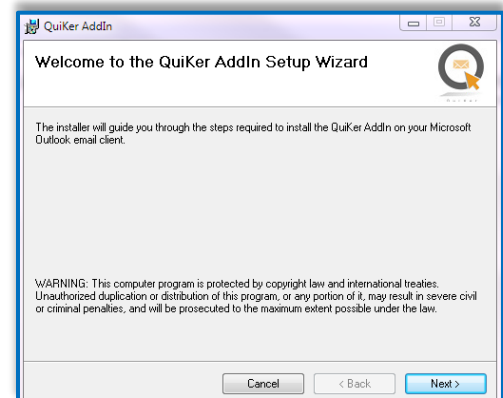 QuiKer AddIn
Welcome to the QuiKer AddIn Setup Wizard
The installer will guide you through the steps required to install the QuiKer AddIn on your Microsoft
Outlook email client.
WARNING: This computer program is protected by copyright law and international treaties.
Unauthorized duplication or distribution of this program, or any portion of it, may result in severe civil
or criminal penalties, and will be prosecuted to the maximum extent possible under the law.
Cancel < Back Next >